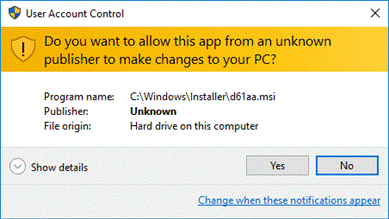 User Account Control
Do you want to allow this app from an unknown
publisher to make changes to your PC?
Program name: C:\Windows\Installer\d61aa.msi
Publisher: Unknown
File origin: Hard drive on this computer
Show details
Yes No
Change when these notifications appear